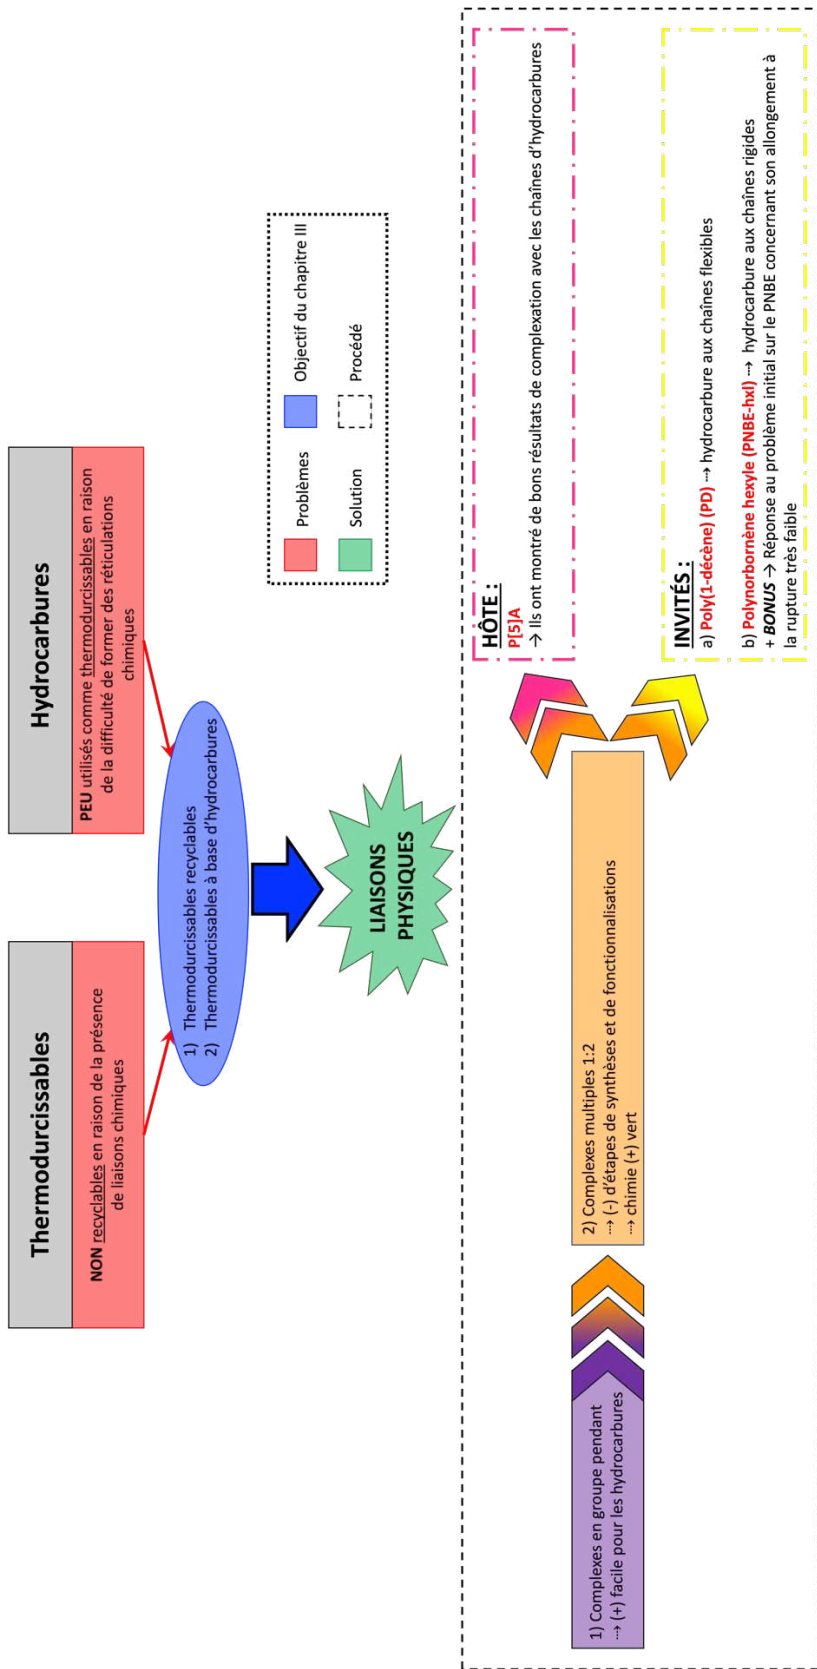 Thermodurcissables
NON recyclables en raison de la présence
de liaisons chimiques
Hydrocarbures
PEU utilisés comme thermodurcissables en raison
de la difficulté de former des réticulations
chimiques
1) Thermodurcissables recyclables
2) Thermodurcissables à base d'hydrocarbures
LIAISONS
PHYSIQUES
Problèmes
Objectif du chapitre III
Solution
Procédé
1) Complexes en groupe pendant
⇢ (+) facile pour les hydrocarbures
2) Complexes multiples 1:2
⇢ (-) d'étapes de synthèses et de fonctionnalisations
⇢ chimie (+) vert
HÔTE :
P[5]A
→ Ils ont montré de bons résultats de complexation avec les chaînes d'hydrocarbures
INVITÉS :
a) Poly(1-décène) (PD) ⇢ hydrocarbure aux chaînes flexibles
b) Polynorbornène hexyle (PNBE-hxl) ⇢ hydrocarbure aux chaînes rigides
+ BONUS → Réponse au problème initial sur le PNBE concernant son allongement à
la rupture très faible